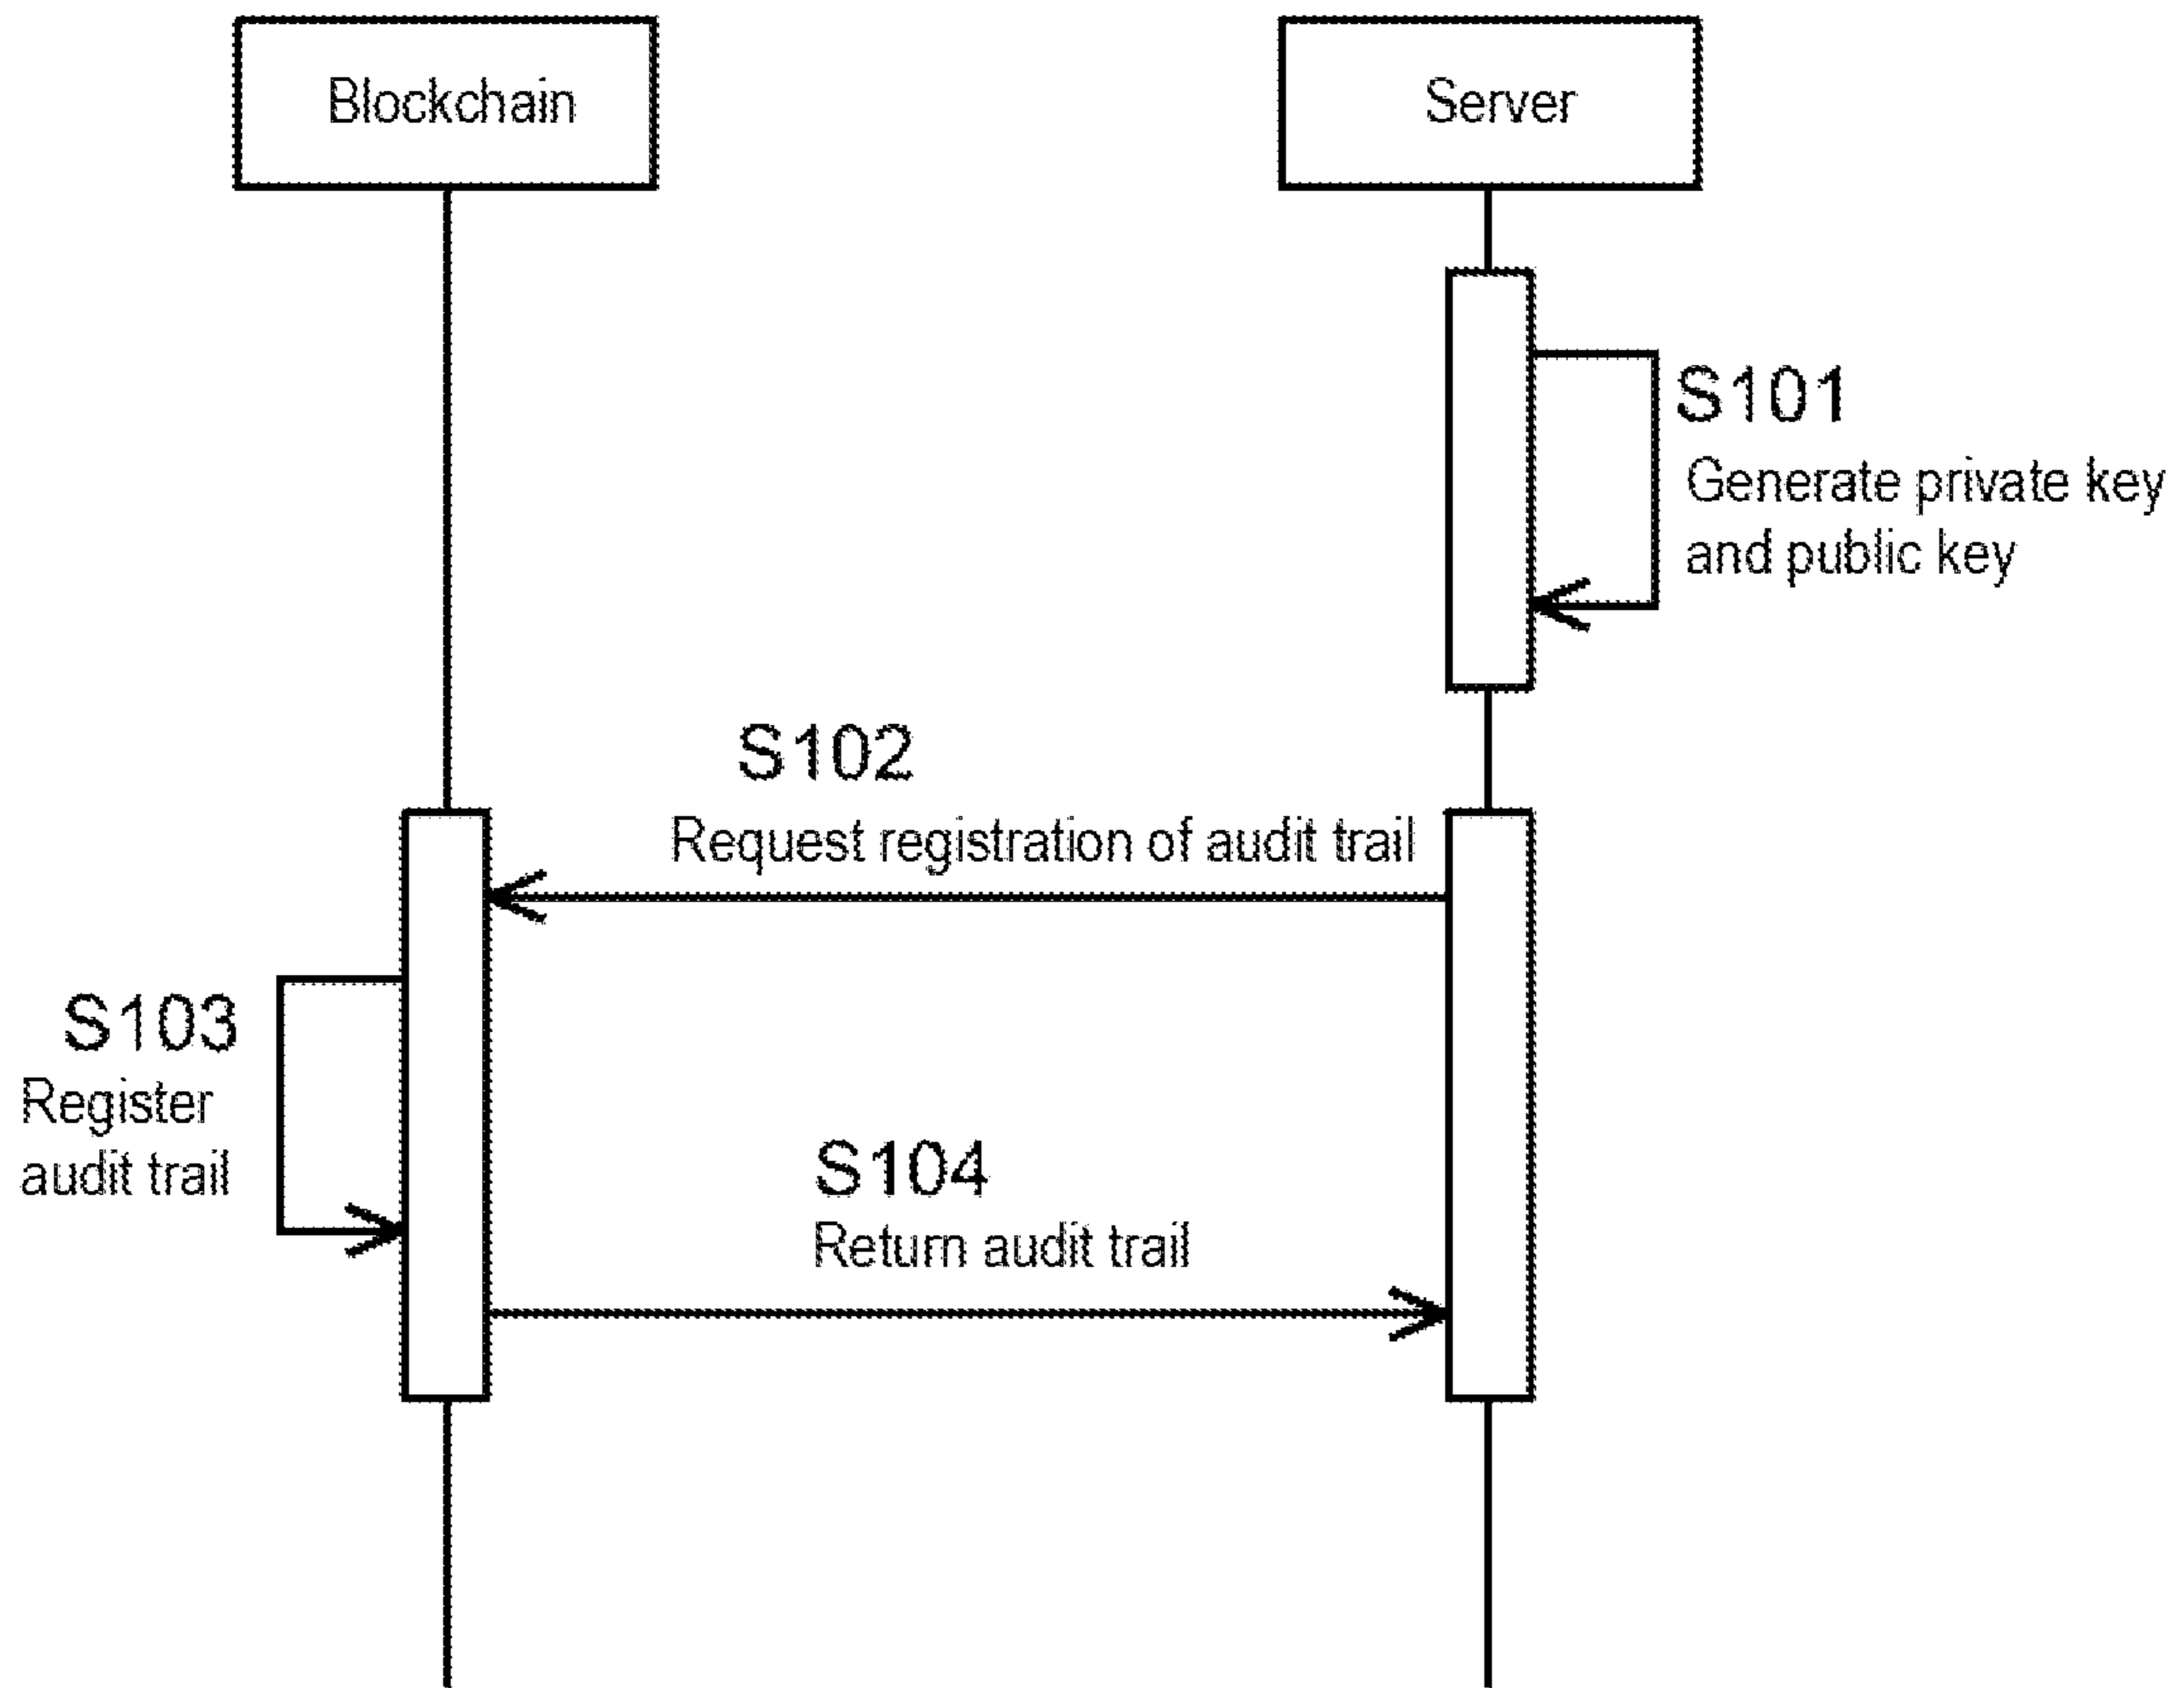 Blockchain
Server
S101
Generate private key
and public key
S102
Request registration of audit trail
S103
Register
audit trail
S104
Return audit trail